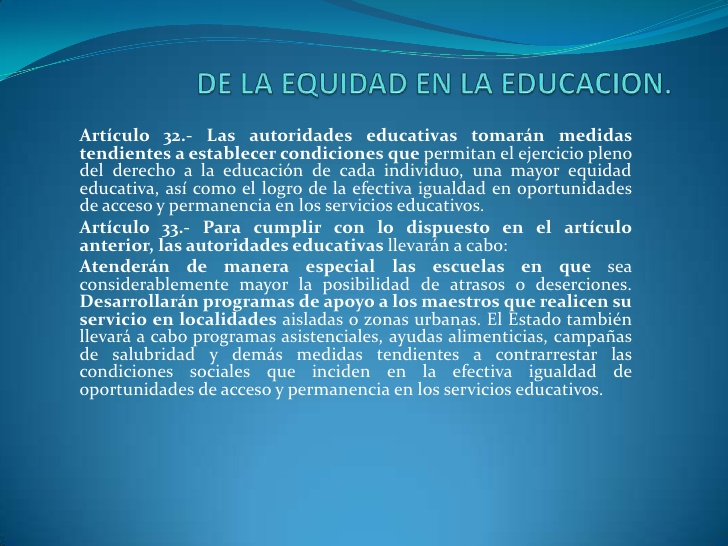 DE LA EQUIDAD EN LA EDUCACION.
Artículo 32.- Las autoridades educativas tomarán medidas
tendientes a establecer condiciones que permitan el ejercicio pleno
del derecho a la educación de cada individuo, una mayor equidad
educativa, así como el logro de la efectiva igualdad en oportunidades
de acceso y permanencia en los servicios educativos.
Artículo 33.- Para cumplir con lo dispuesto en el artículo
anterior, las autoridades educativas llevarán a cabo:
Atenderán de manera especial las escuelas en que sea
considerablemente mayor la posibilidad de atrasos o deserciones.
Desarrollarán programas de apoyo a los maestros que realicen su
servicio en localidades aisladas o zonas urbanas. El Estado también
llevará a cabo programas asistenciales, ayudas alimenticias, campañas
de salubridad y demás medidas tendientes a contrarrestar las
condiciones sociales que inciden en la efectiva igualdad de
oportunidades de acceso y permanencia en los servicios educativos.